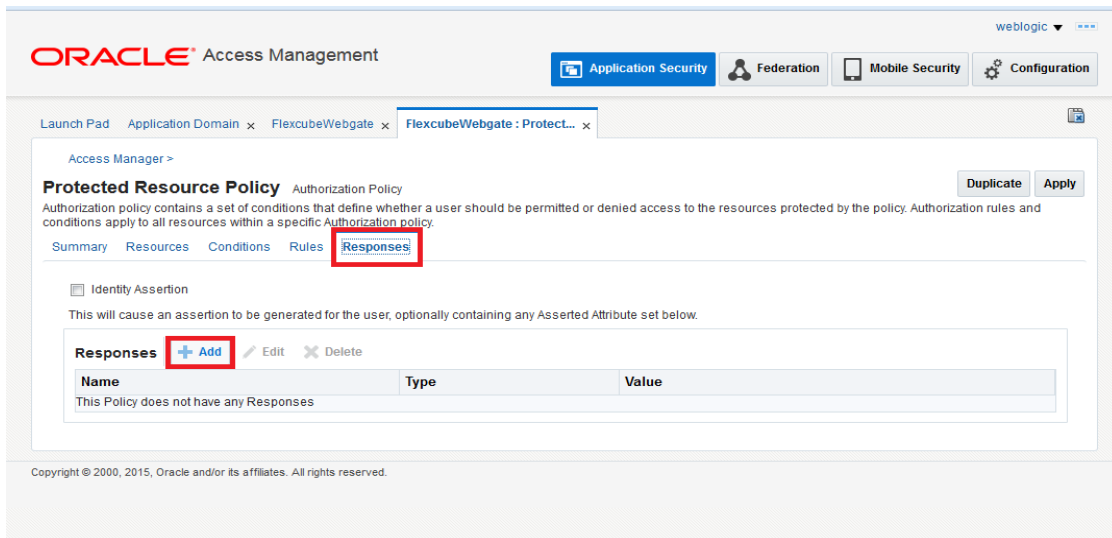 weblogic
ORACLE Access Management
Application Security Federation Mobile Security Configuration
Launch Pad Application Domain x FlexcubeWebgate x FlexcubeWebgate : Protect... x
Access Manager >
Protected Resource Policy Authorization Policy
Duplicate Apply
Authorization policy contains a set of conditions that define whether a user should be permitted or denied access to the resources protected by the policy. Authorization rules and
conditions apply to all resources within a specific Authorization policy.
Summary Resources Conditions Rules Responses
Identity Assertion
This will cause an assertion to be generated for the user, optionally containing any Asserted Attribute set below.
Responses Add Edit Delete
Name Type Value
This Policy does not have any Responses
Copyright © 2000, 2015, Oracle and/or its affiliates. All rights reserved.